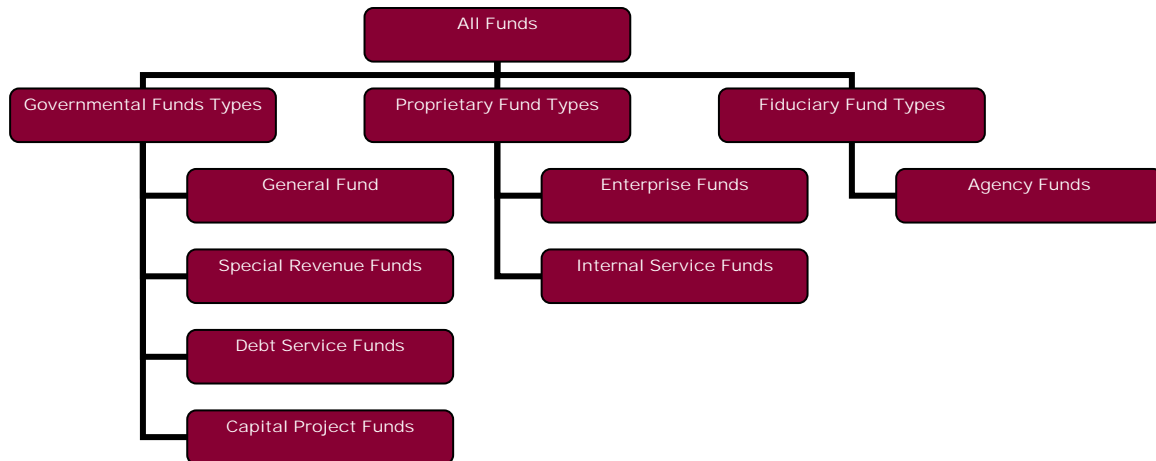 All Funds
Governmental Funds Types
Proprietary Fund Types
Fiduciary Fund Types
General Fund
Enterprise Funds
Agency Funds
Special Revenue Funds
Internal Service Funds
Debt Service Funds
Capital Project Funds